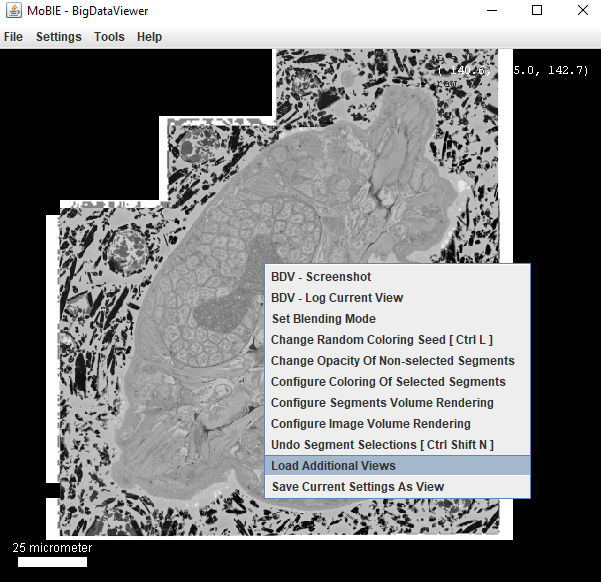 MoBIE - BigDataViewer
File Settings Tools Help
( 140.6, 5.0, 142.7)
BDV - Screenshot
BDV - Log Current View
Set Blending Mode
Change Random Coloring Seed [ Ctrl L ]
Change Opacity Of Non-selected Segments
Configure Coloring Of Selected Segments
Configure Segments Volume Rendering
Configure Image Volume Rendering
Undo Segment Selections [ Ctrl Shift N ]
Load Additional Views
Save Current Settings As View
25 micrometer